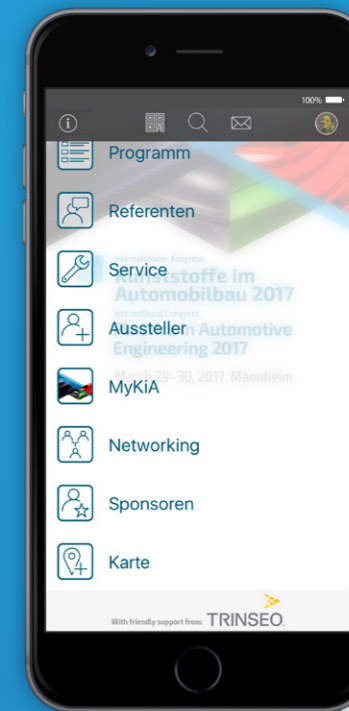 100%
Programm
Referenten
Service
Internationaler Kongress
Kunststoffe im
Automobilbau 2017
International Congress
Aussteller
in Automotive
Engineering 2017
MyKiA
March 29–30, 2017, Mannheim
Networking
Sponsoren
Karte
With friendly support from: TRINSEO.